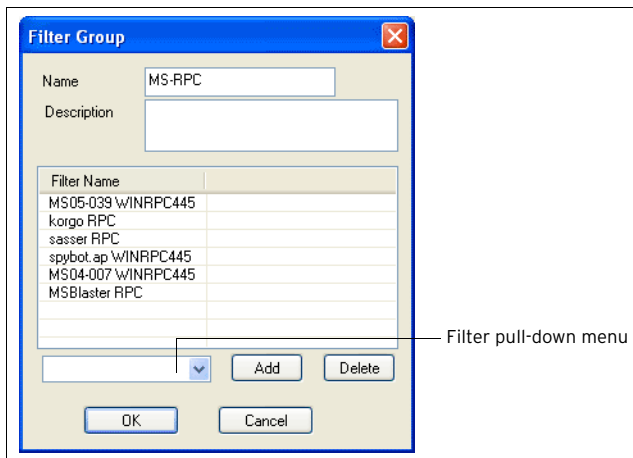 Filter Group
Name MS-RPC
Description
Filter Name
MS05-039 WINRPC445
korgo RPC
sasser RPC
spybot.ap WINRPC445
MS04-007 WINRPC445
MSBlaster RPC
Filter pull-down menu
Add Delete
OK Cancel